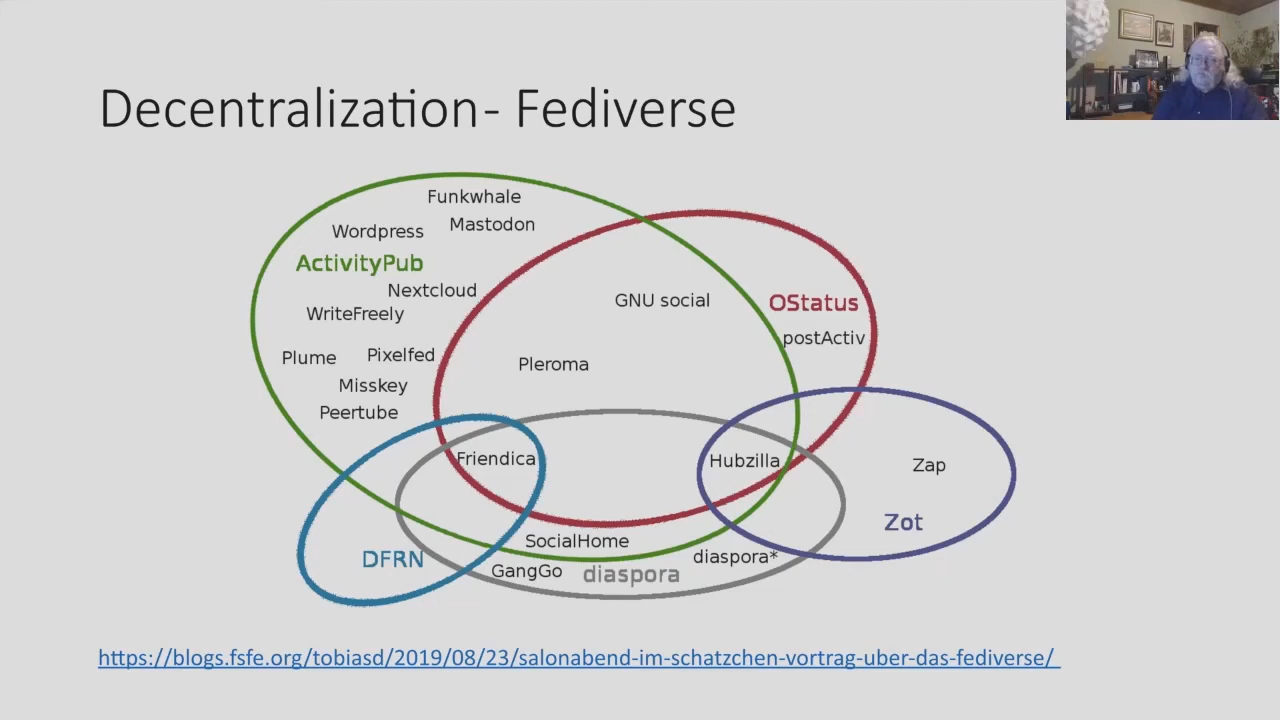 Decentralization - Fediverse
Funkwhale
Wordpress
Mastodon
ActivityPub
Nextcloud
GNU social
OStatus
WriteFreely
postActiv
Plume
Pixelfed
Pleroma
Misskey
Peertube
Friendica
Hubzilla
Zap
Zot
SocialHome
DFRN
GangGo
diaspora
diaspora*
https://blogs.fsfe.org/tobiasd/2019/08/23/salonabend-im-schatzchen-vortrag-uber-das-fediverse/